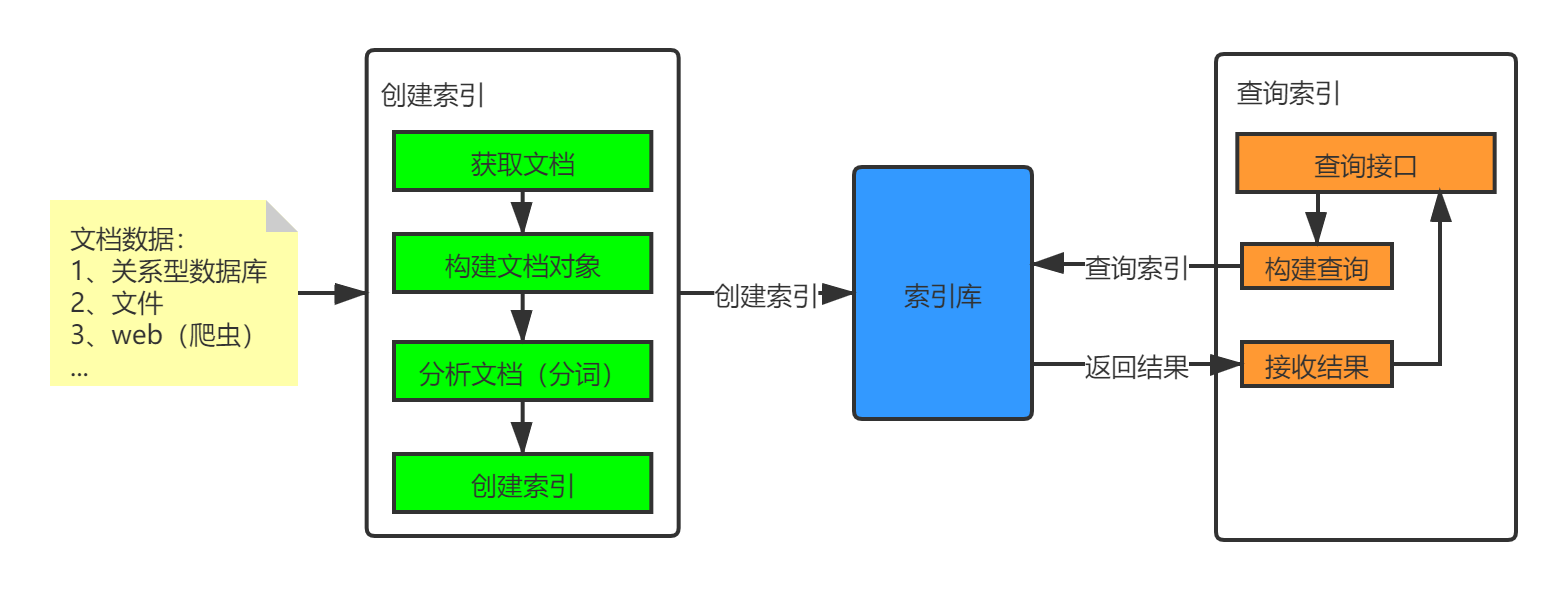 文档数据：
1、关系型数据库
2、文件
3、web（爬虫）
...
创建索引
获取文档
构建文档对象
分析文档（分词）
创建索引
创建索引
索引库
查询索引
返回结果
查询索引
查询接口
构建查询
接收结果